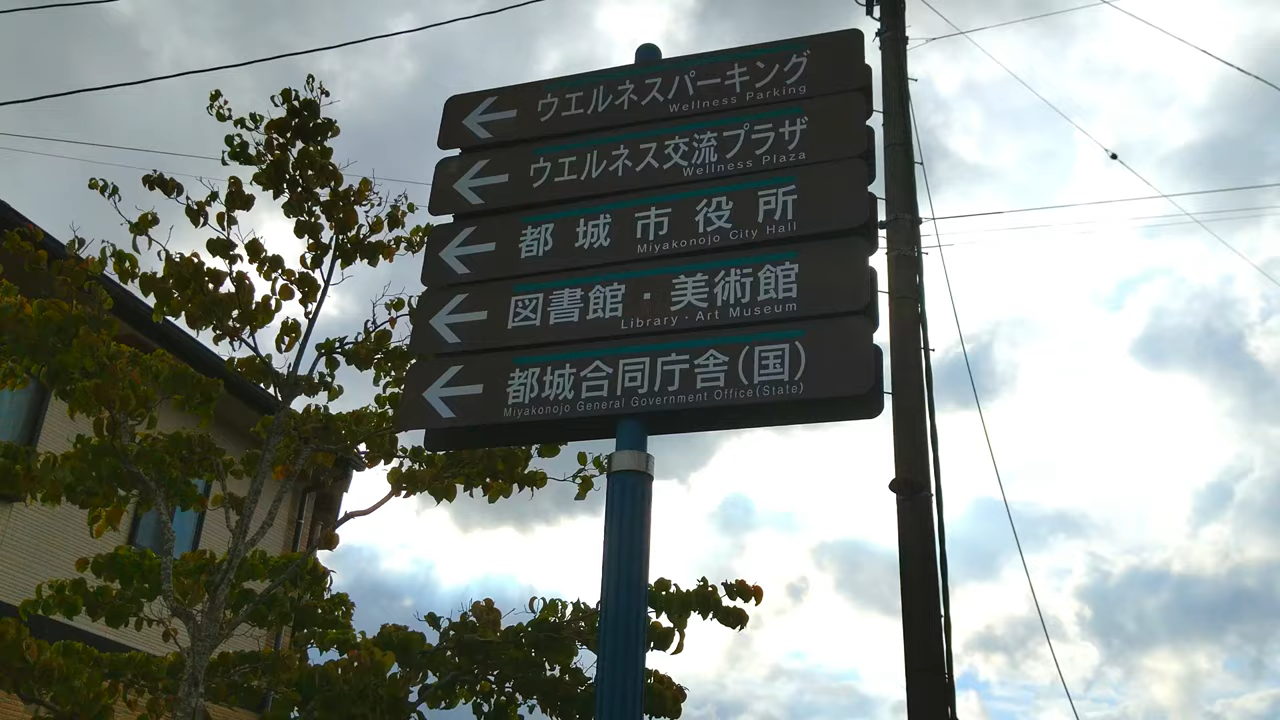 ← ウエルネスパーキング
Wellness Parking
← ウエルネス交流プラザ
Wellness Plaza
← 都城市役所
Miyakonojo City Hall
← 図書館・美術館
Library・Art Museum
← 都城合同庁舎(国)
Miyakonojo General Government Office(State)